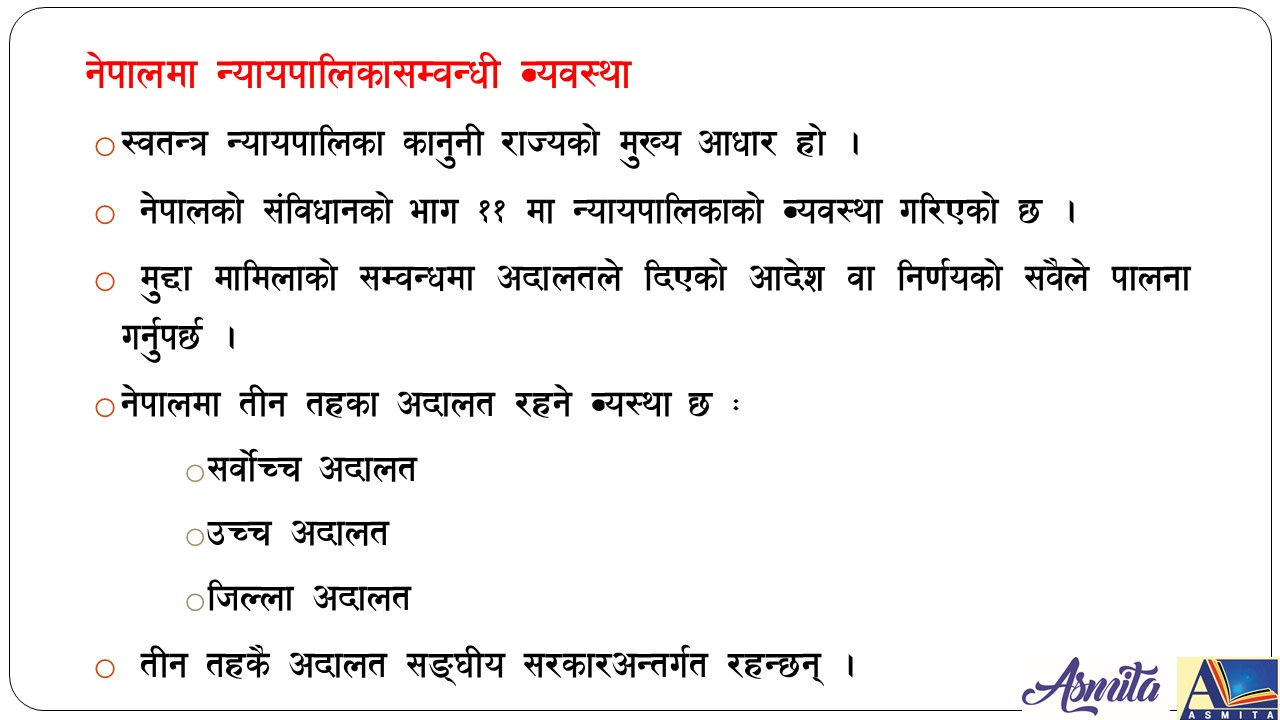 नेपालमा न्यायपालिकासम्वन्धी व्यवस्था
स्वतन्त्र न्यायपालिका कानुनी राज्यको मुख्य आधार हो ।
नेपालको संविधानको भाग ११ मा न्यायपालिकाको व्यवस्था गरिएको छ ।
मुद्दा मामिलाको सम्वन्धमा अदालतले दिएको आदेश वा निर्णयको सवैले पालना
गर्नुपर्छ ।
नेपालमा तीन तहका अदालत रहने व्यस्था छ :
सर्वोच्च अदालत
उच्च अदालत
जिल्ला अदालत
तीन तहकै अदालत सङ्घीय सरकारअन्तर्गत रहन्छन् ।
Asmita
A
ASMITA